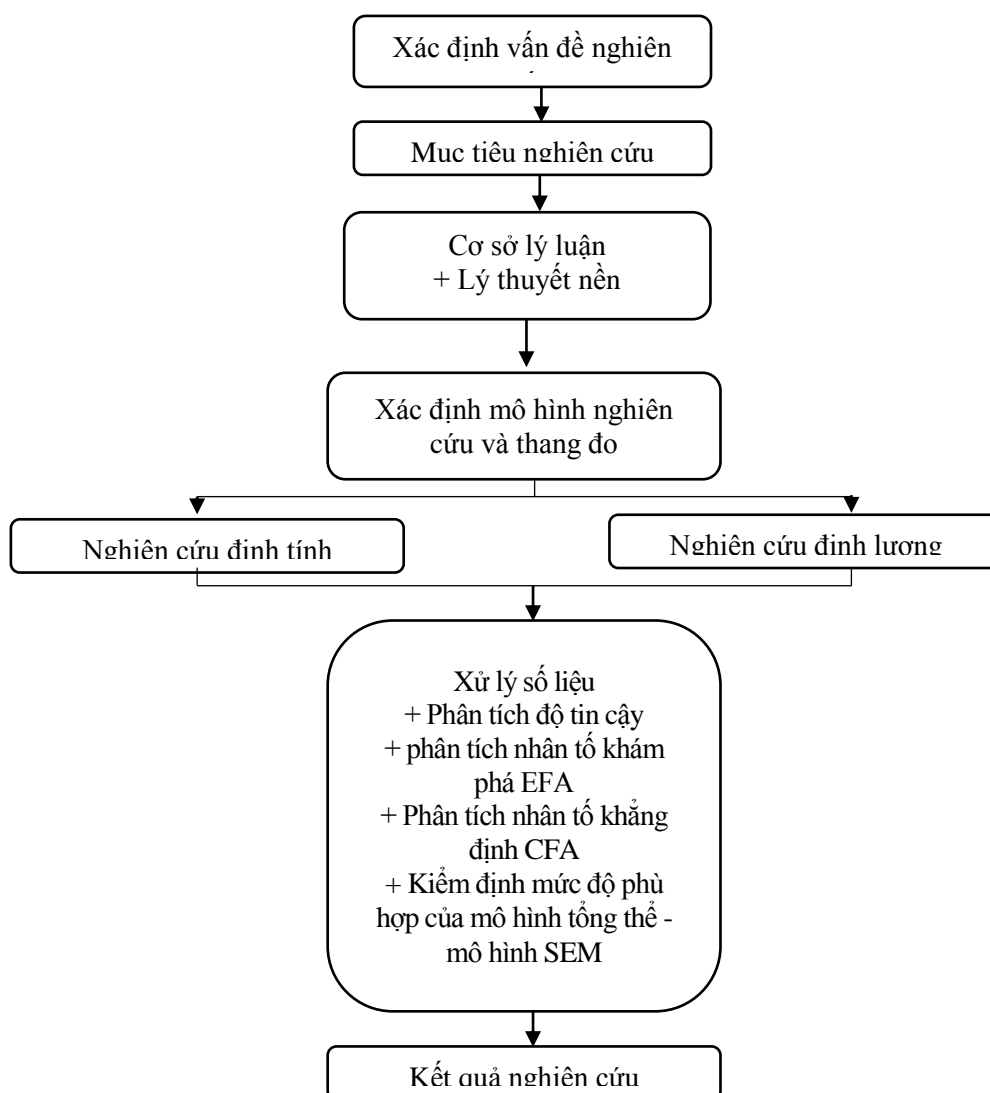 Xác định vấn đề nghiên
Mục tiêu nghiên cứu
Cơ sở lý luận
+ Lý thuyết nền
Xác định mô hình nghiên
cứu và thang đo
Nghiên cứu định tính
Nghiên cứu định lượng
Xử lý số liệu
+ Phân tích độ tin cậy
+ phân tích nhân tố khám
phá EFA
+ Phân tích nhân tố khẳng
định CFA
+ Kiểm định mức độ phù
hợp của mô hình tổng thể -
mô hình SEM
Kết quả nghiên cứu